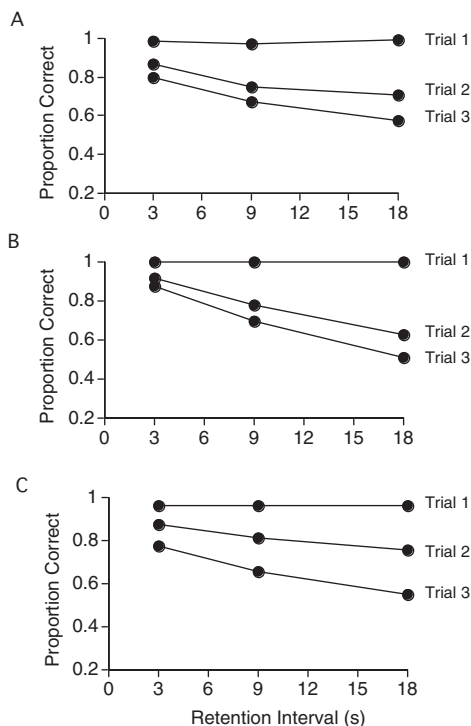 A
1
Trial 1
0.8
Trial 2
0.6
Trial 3
0.4
0.2
0 3 6 9 12 15 18
Proportion Correct
B
1
Trial 1
0.8
0.6
Trial 2
0.4
Trial 3
0.2
0 3 6 9 12 15 18
Proportion Correct
C
1
Trial 1
0.8
Trial 2
0.6
Trial 3
0.4
0.2
0 3 6 9 12 15 18
Proportion Correct
Retention Interval (s)